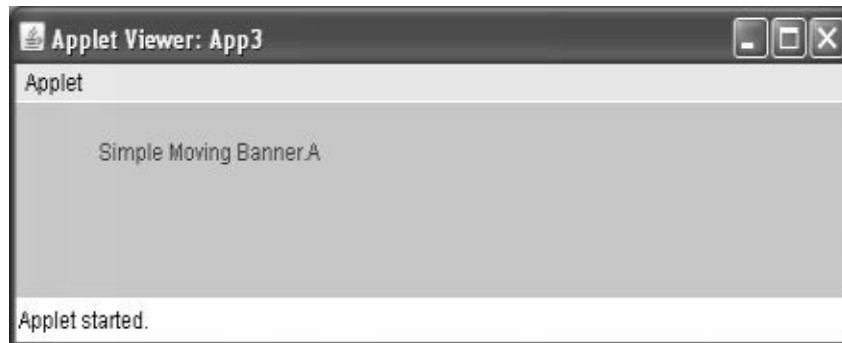 Applet Viewer: App3
Applet
Simple Moving Banner.A
Applet started.